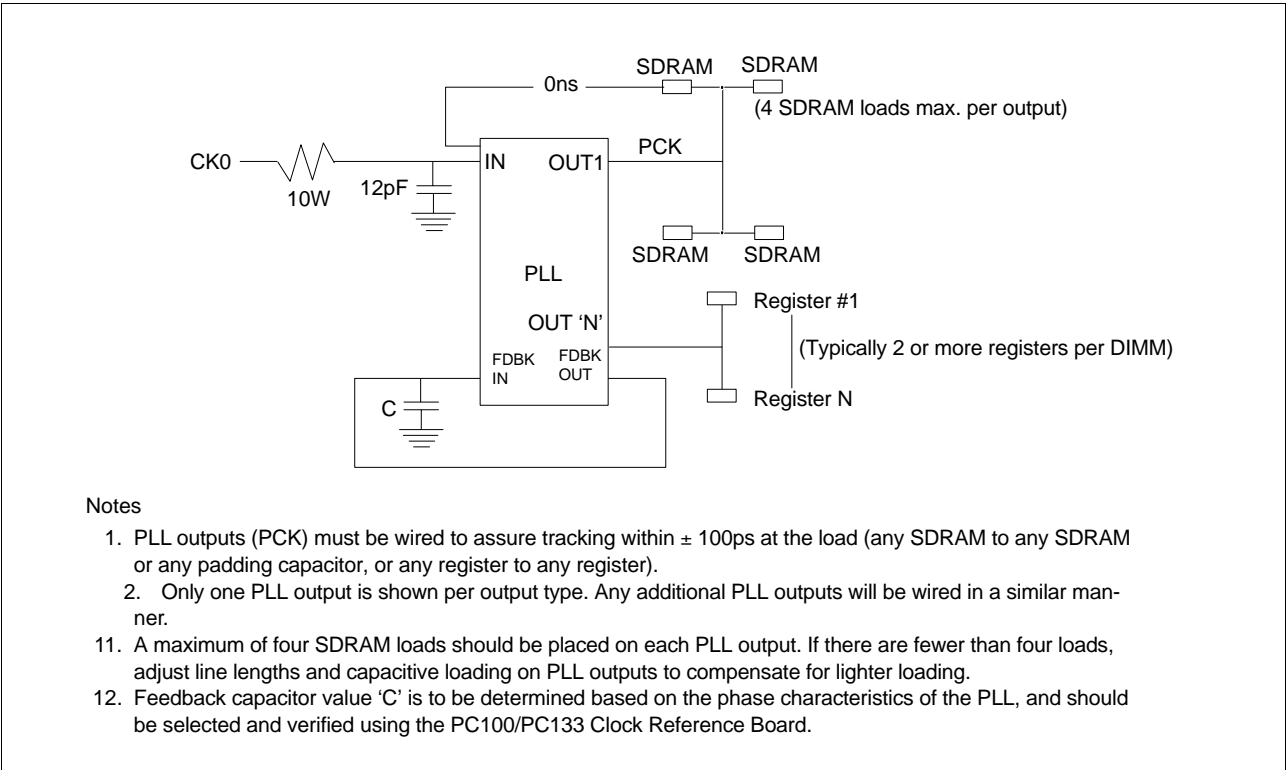 SDRAM SDRAM
0ns
(4 SDRAM loads max. per output)
CK0
10W
12pF
IN
OUT1
PCK
SDRAM SDRAM
PLL
OUT ‘N’
FDBK
IN
FDBK
OUT
C
Register #1
(Typically 2 or more registers per DIMM)
Register N
Notes
1. PLL outputs (PCK) must be wired to assure tracking within ± 100ps at the load (any SDRAM to any SDRAM
or any padding capacitor, or any register to any register).
2. Only one PLL output is shown per output type. Any additional PLL outputs will be wired in a similar man-
ner.
11. A maximum of four SDRAM loads should be placed on each PLL output. If there are fewer than four loads,
adjust line lengths and capacitive loading on PLL outputs to compensate for lighter loading.
12. Feedback capacitor value ‘C’ is to be determined based on the phase characteristics of the PLL, and should
be selected and verified using the PC100/PC133 Clock Reference Board.